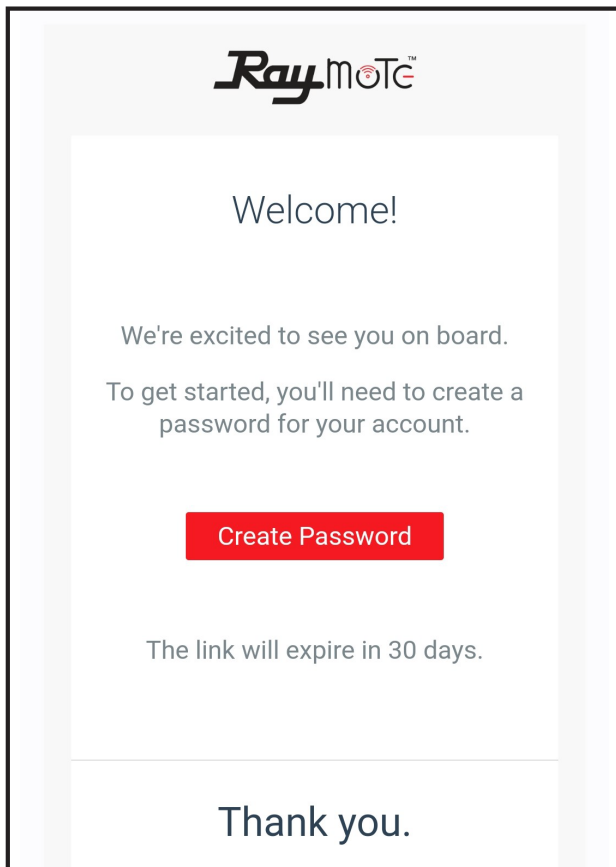 Raymote™
Welcome!
We're excited to see you on board.
To get started, you'll need to create a
password for your account.
Create Password
The link will expire in 30 days.
Thank you.